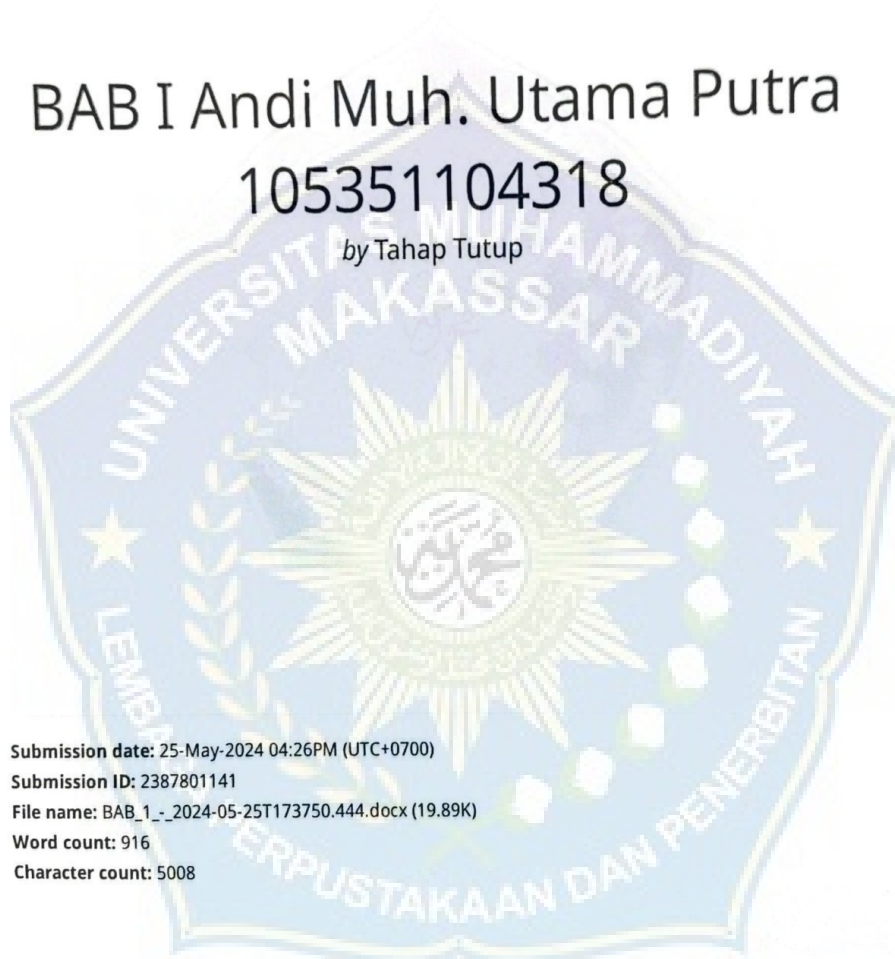 BAB I Andi Muh. Utama Putra
105351104318
by Tahap Tutup
UNIVERSITAS MUHAMMADIYAH
MAKASSAR
Submission date: 25-May-2024 04:26PM (UTC+0700)
Submission ID: 2387801141
File name: BAB_1_-_2024-05-25T173750.444.docx (19.89K)
Word count: 916
Character count: 5008
LEMBAGA PERPUSTAKAAN DAN PENERBITAN